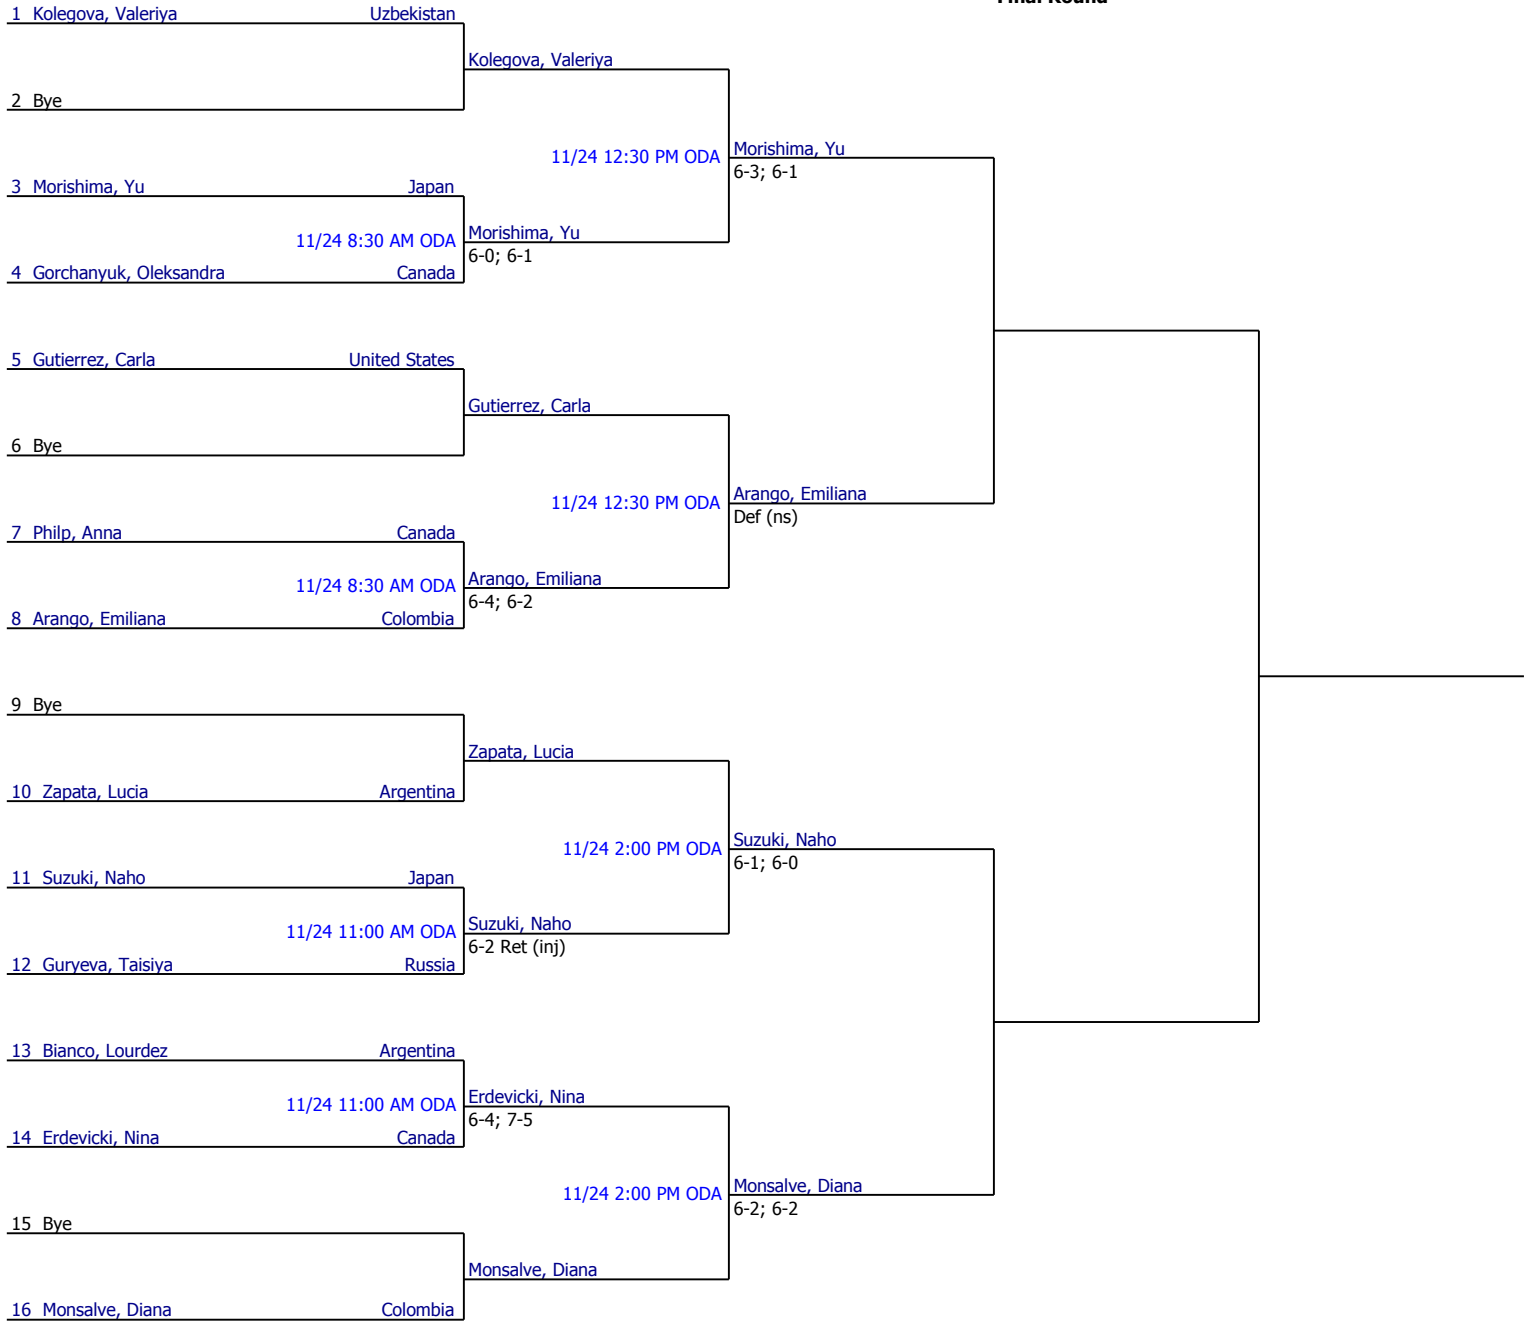 Final Round
1 Kolegova, Valeriya Uzbekistan
Kolegova, Valeriya
2 Bye
11/24 12:30 PM ODA Morishima, Yu
6-3; 6-1
3 Morishima, Yu Japan
11/24 8:30 AM ODA Morishima, Yu
6-0; 6-1
4 Gorchanyuk, Oleksandra Canada
5 Gutierrez, Carla United States
Gutierrez, Carla
6 Bye
11/24 12:30 PM ODA Arango, Emiliana
Def (ns)
7 Philp, Anna Canada
11/24 8:30 AM ODA Arango, Emiliana
6-4; 6-2
8 Arango, Emiliana Colombia
9 Bye
Zapata, Lucia
10 Zapata, Lucia Argentina
11/24 2:00 PM ODA Suzuki, Naho
6-1; 6-0
11 Suzuki, Naho Japan
11/24 11:00 AM ODA Suzuki, Naho
6-2 Ret (inj)
12 Guryeva, Taisiya Russia
13 Bianco, Lourdez Argentina
11/24 11:00 AM ODA Erdevicki, Nina
6-4; 7-5
14 Erdevicki, Nina Canada
11/24 2:00 PM ODA Monsalve, Diana
6-2; 6-2
15 Bye
Monsalve, Diana
16 Monsalve, Diana Colombia